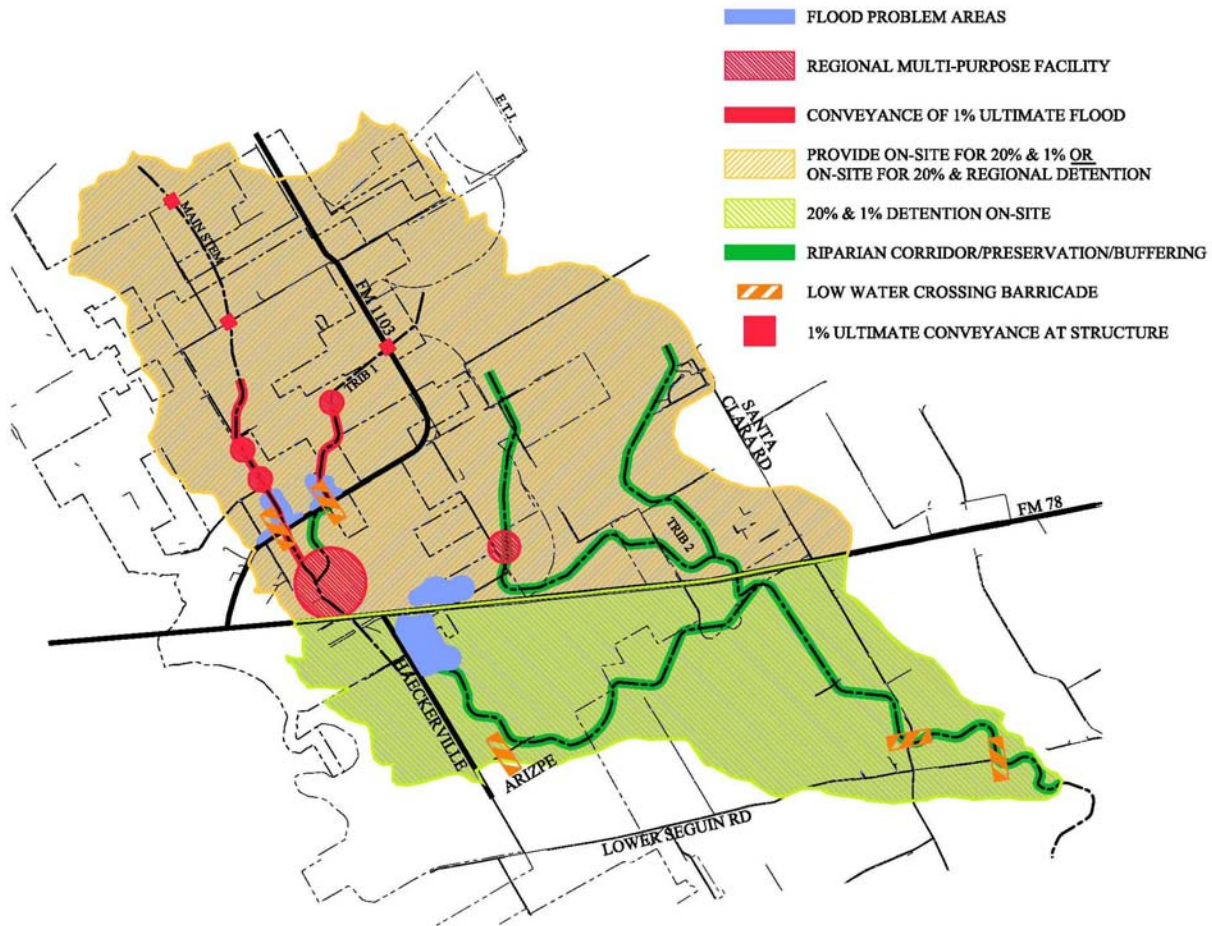 FLOOD PROBLEM AREAS
REGIONAL MULTI-PURPOSE FACILITY
CONVEYANCE OF 1% ULTIMATE FLOOD
PROVIDE ON-SITE FOR 20% & 1% OR
ON-SITE FOR 20% & REGIONAL DETENTION
20% & 1% DETENTION ON-SITE
RIPARIAN CORRIDOR/PRESERVATION/BUFFERING
LOW WATER CROSSING BARRICADE
1% ULTIMATE CONVEYANCE AT STRUCTURE
E.T.J.
MAIN STEM
FM 1103
TRIB 1
SANTA
CLARA RD
FM 78
TRIB 2
HAECKERVILLE
ARIZPE
LOWER SEGUIN RD